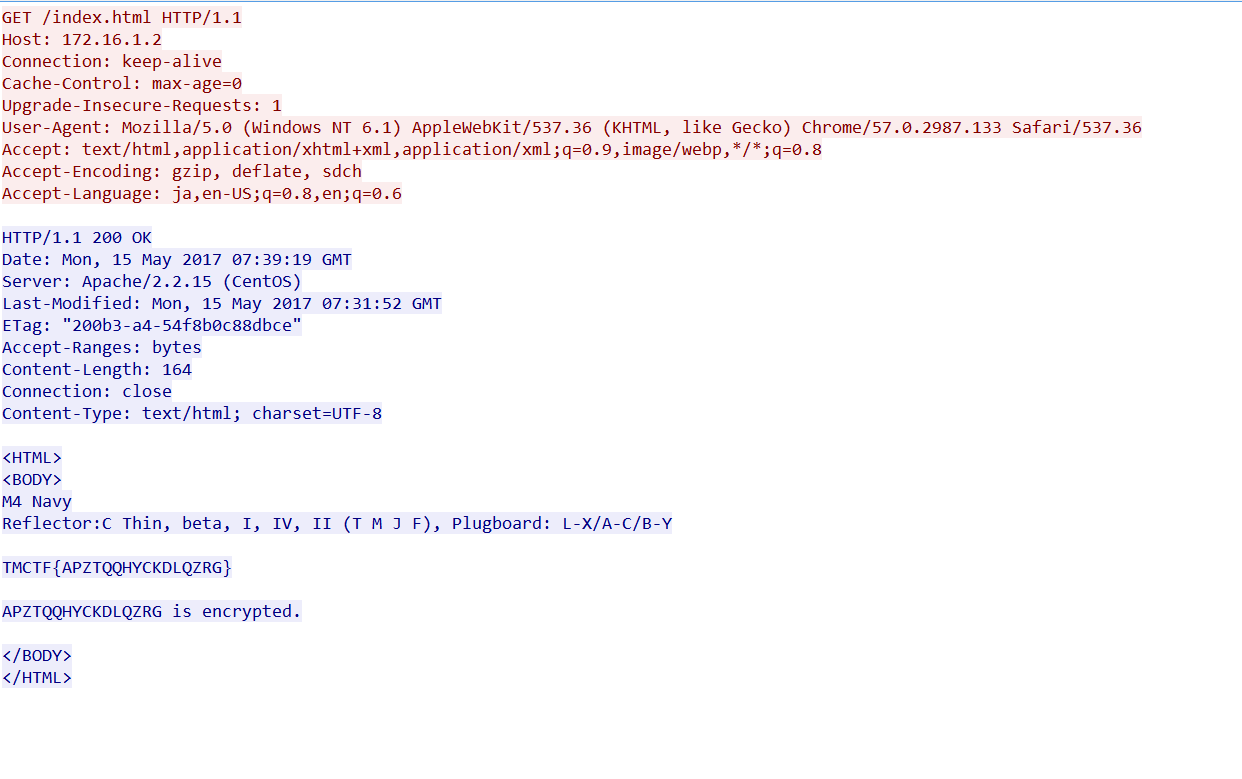 GET /index.html HTTP/1.1
Host: 172.16.1.2
Connection: keep-alive
Cache-Control: max-age=0
Upgrade-Insecure-Requests: 1
User-Agent: Mozilla/5.0 (Windows NT 6.1) AppleWebKit/537.36 (KHTML, like Gecko) Chrome/57.0.2987.133 Safari/537.36
Accept: text/html,application/xhtml+xml,application/xml;q=0.9,image/webp,*/*;q=0.8
Accept-Encoding: gzip, deflate, sdch
Accept-Language: ja,en-US;q=0.8,en;q=0.6
HTTP/1.1 200 OK
Date: Mon, 15 May 2017 07:39:19 GMT
Server: Apache/2.2.15 (CentOS)
Last-Modified: Mon, 15 May 2017 07:31:52 GMT
ETag: "200b3-a4-54f8b0c88dbce"
Accept-Ranges: bytes
Content-Length: 164
Connection: close
Content-Type: text/html; charset=UTF-8
<HTML>
<BODY>
M4 Navy
Reflector:C Thin, beta, I, IV, II (T M J F), Plugboard: L-X/A-C/B-Y
TMCTF{APZTQQHYCKDLQZRG}
APZTQQHYCKDLQZRG is encrypted.
</BODY>
</HTML>